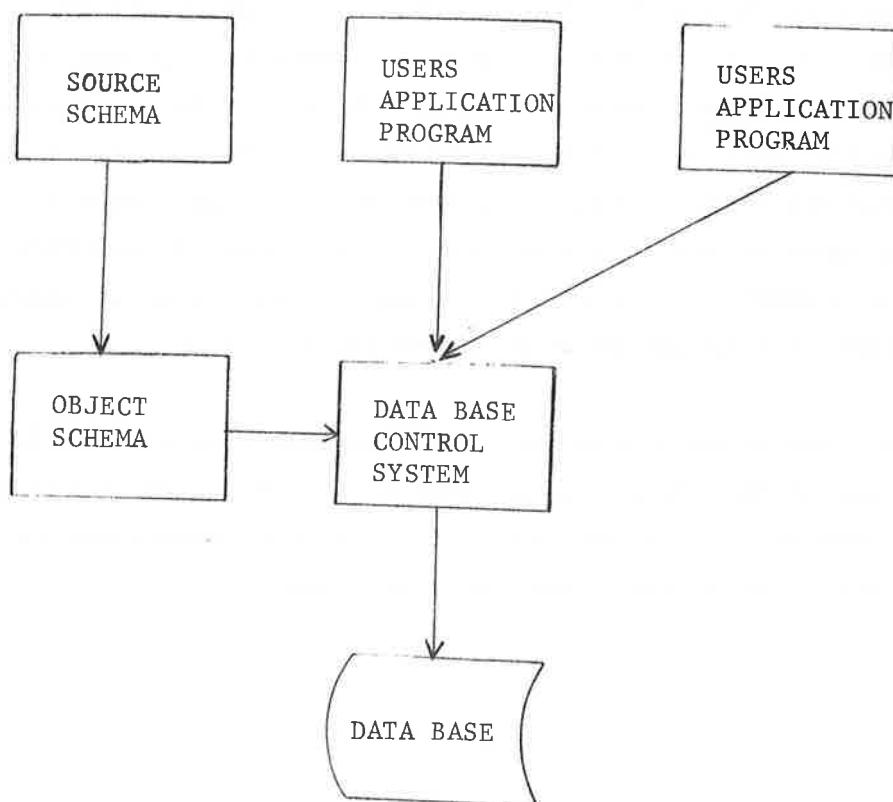 SOURCE
SCHEMA
USERS
APPLICATION
PROGRAM
USERS
APPLICATION
PROGRAM
OBJECT
SCHEMA
DATA BASE
CONTROL
SYSTEM
DATA BASE